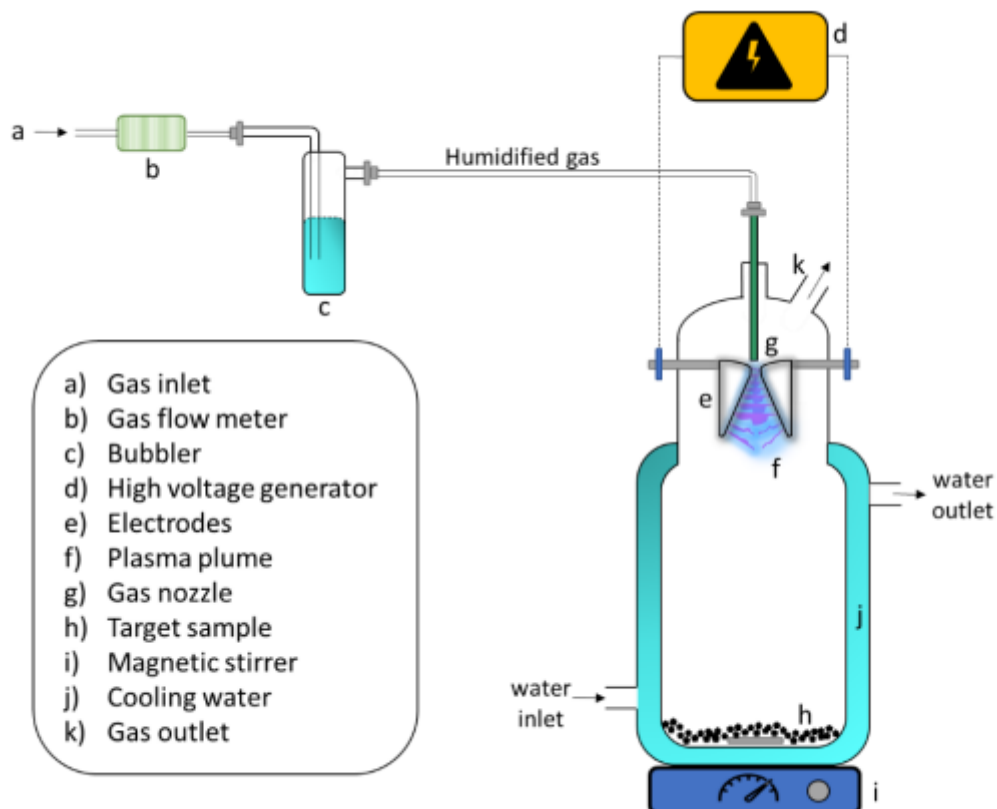 d
a
b
Humidified gas
c
k
g
e
f
a) Gas inlet
b) Gas flow meter
c) Bubbler
d) High voltage generator
e) Electrodes
f) Plasma plume
g) Gas nozzle
h) Target sample
i) Magnetic stirrer
j) Cooling water
k) Gas outlet
water
outlet
j
water
inlet
h
i